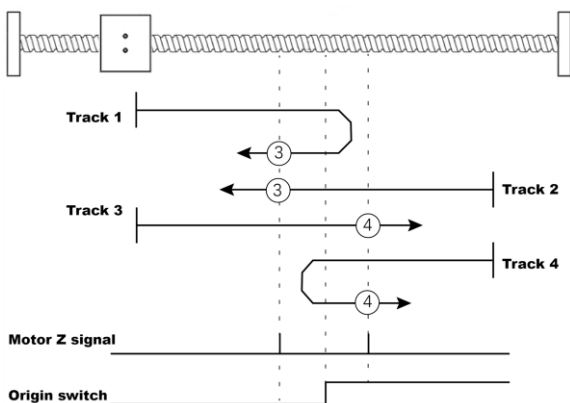 Track 1
3
3
Track 2
Track 3
4
Track 4
4
Motor Z signal
Origin switch